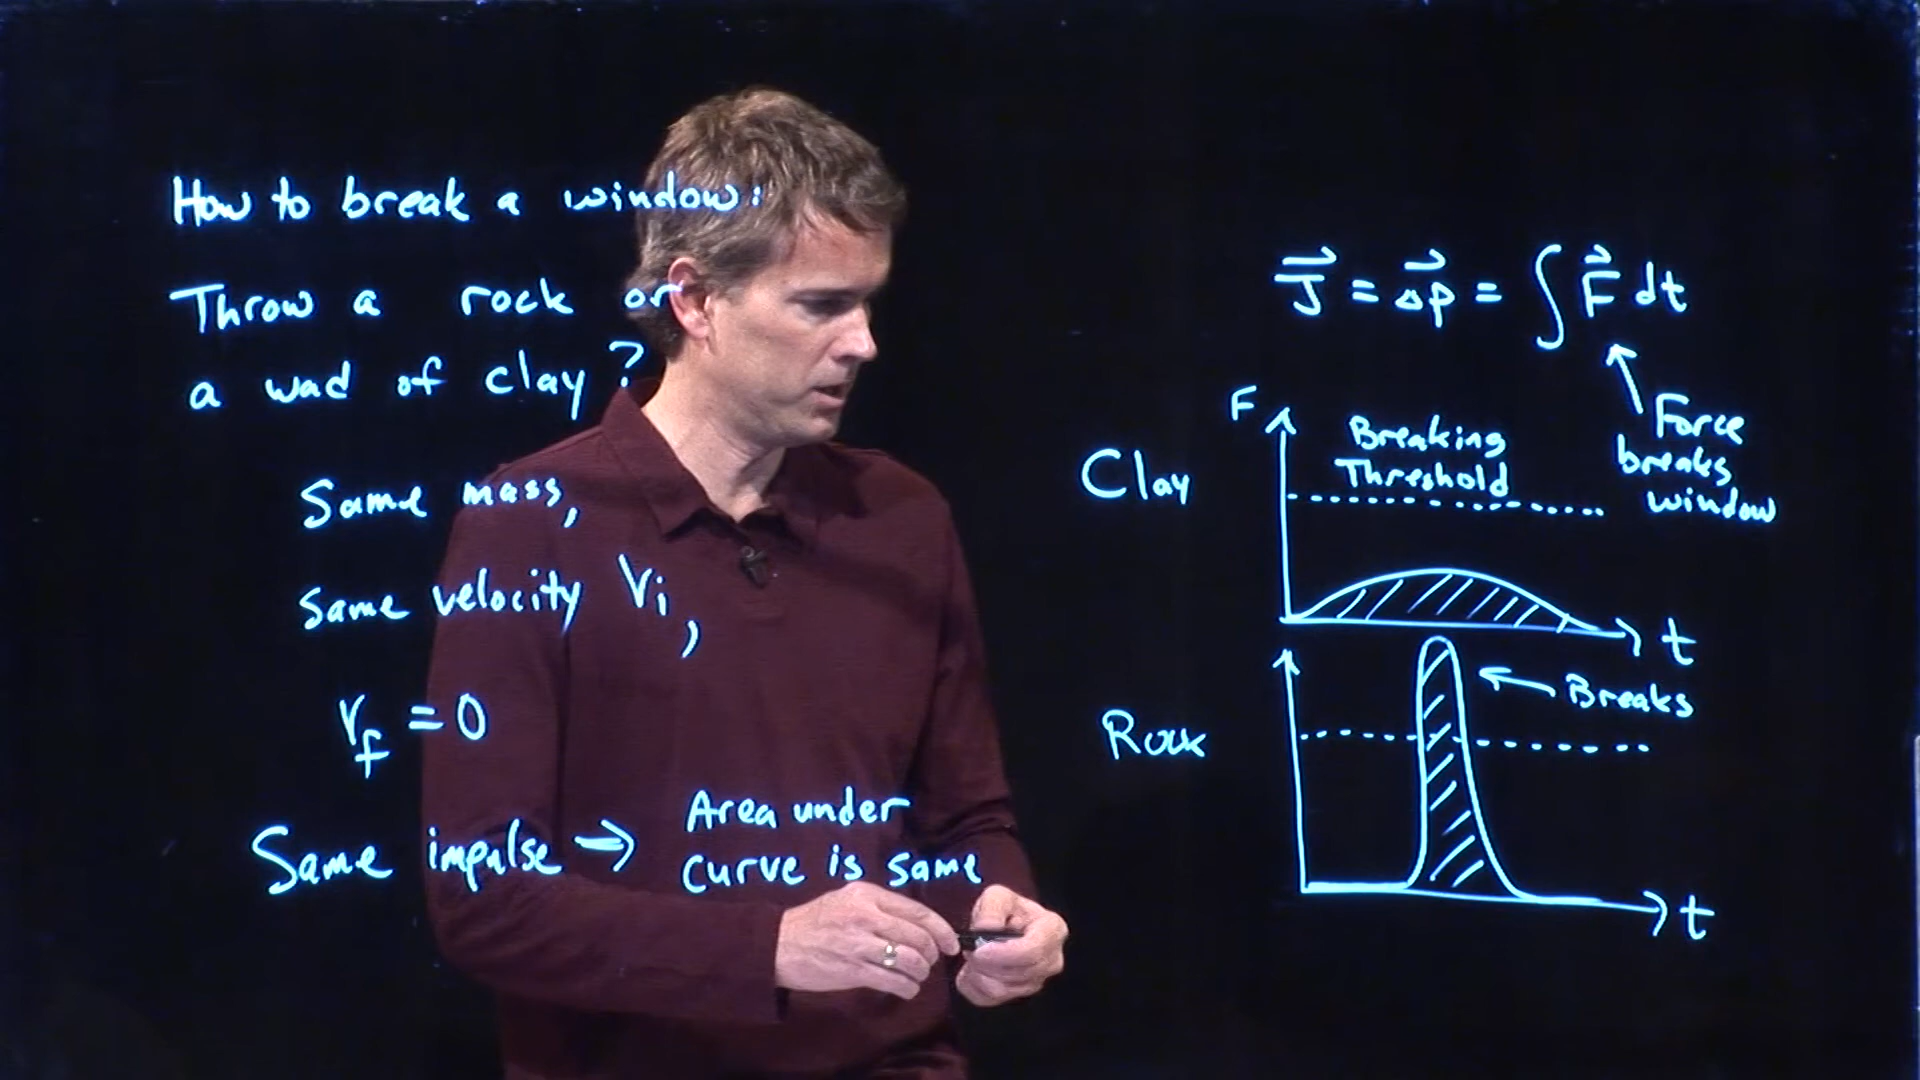 How to break a window:
Throw a rock or
a wad of clay?
Same mass,
same velocity Vi,
Vf = 0
Same impulse → Area under
curve is same
J = Δp = ∫ F dt
Force
breaks
window
F
Breaking
Threshold
Clay
t
Breaks
Rock
t